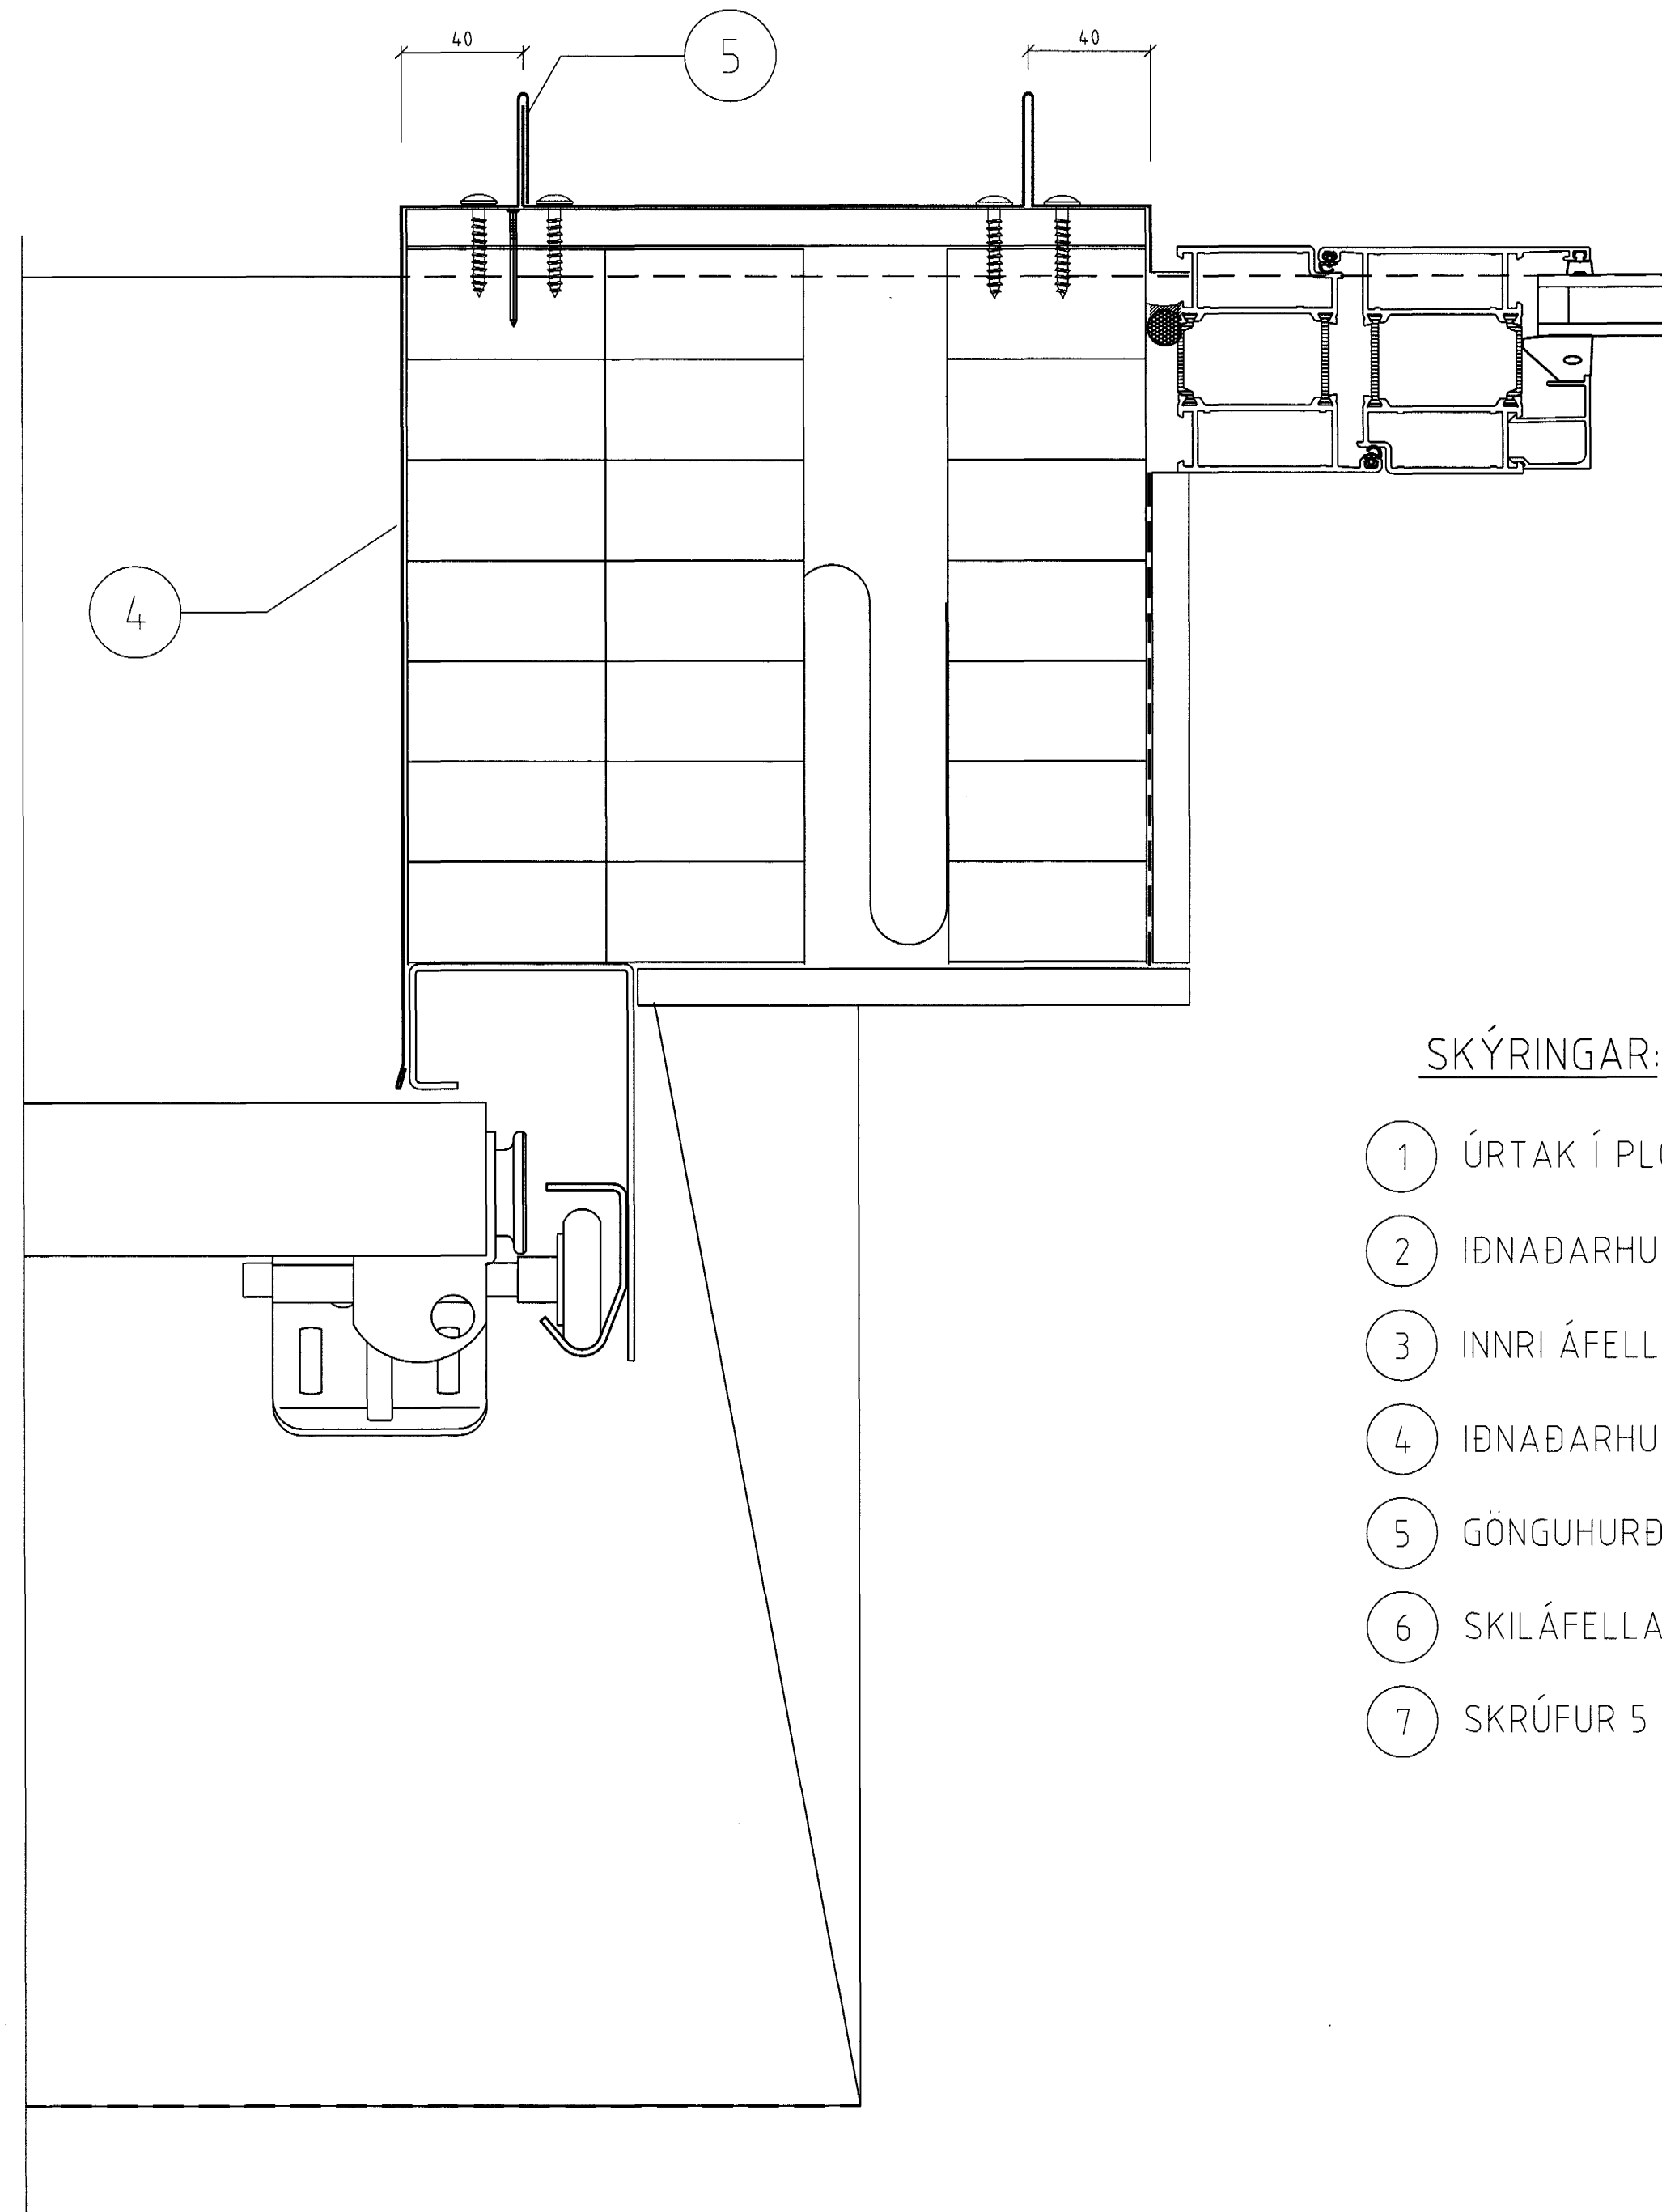 40
5
40
4
SKÝRINGAR:
1 ÚRTAK Í PL
2 IÐNAÐARHU
3 INNRI ÁFELL
4 IÐNAÐARHU
5 GÖNGUHURÐ
6 SKILÁFELLA
7 SKRÚFUR 5